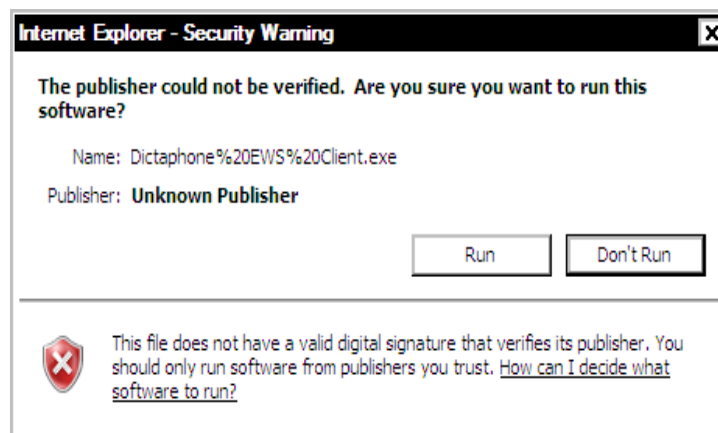 Internet Explorer - Security Warning
The publisher could not be verified. Are you sure you want to run this
software?
Name: Dictaphone%20EWS%20Client.exe
Publisher: Unknown Publisher
Run
Don't Run
This file does not have a valid digital signature that verifies its publisher. You
should only run software from publishers you trust. How can I decide what
software to run?